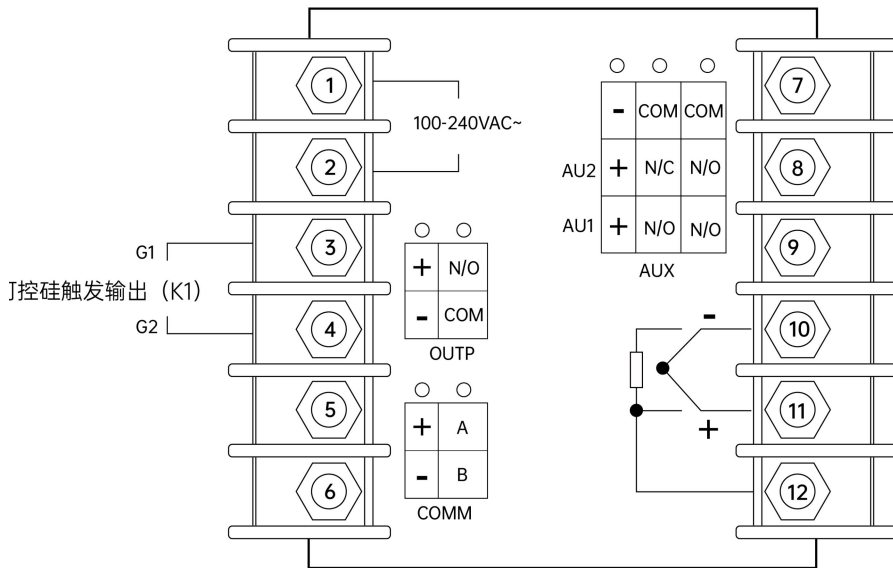 1
100-240VAC~
2
G1
3
可控硅触发输出（K1）
G2
4
+ N/O
- COM
OUTP
5
+ A
- B
COMM
6
- COM COM
AU2 + N/C N/O
AU1 + N/O N/O
AUX
7
8
9
-
10
11
+
12